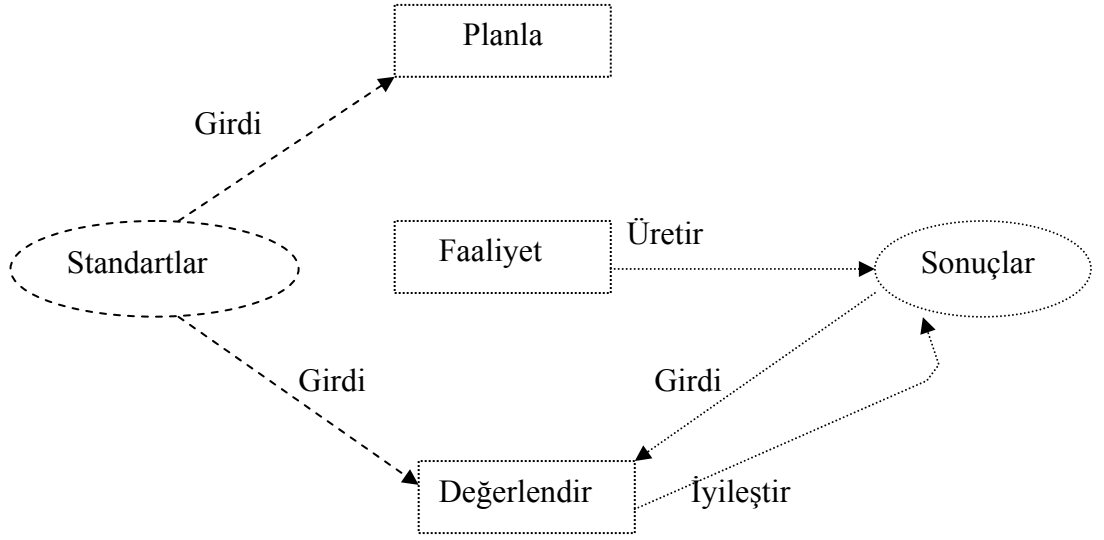 Planla
Girdi
Standartlar
Faaliyet
Üretir
Sonuçlar
Girdi
Girdi
Değerlendir
İyileştir